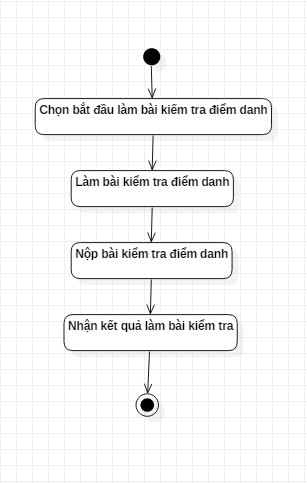 Chọn bắt đầu làm bài kiểm tra điểm danh
Làm bài kiểm tra điểm danh
Nộp bài kiểm tra điểm danh
Nhận kết quả làm bài kiểm tra